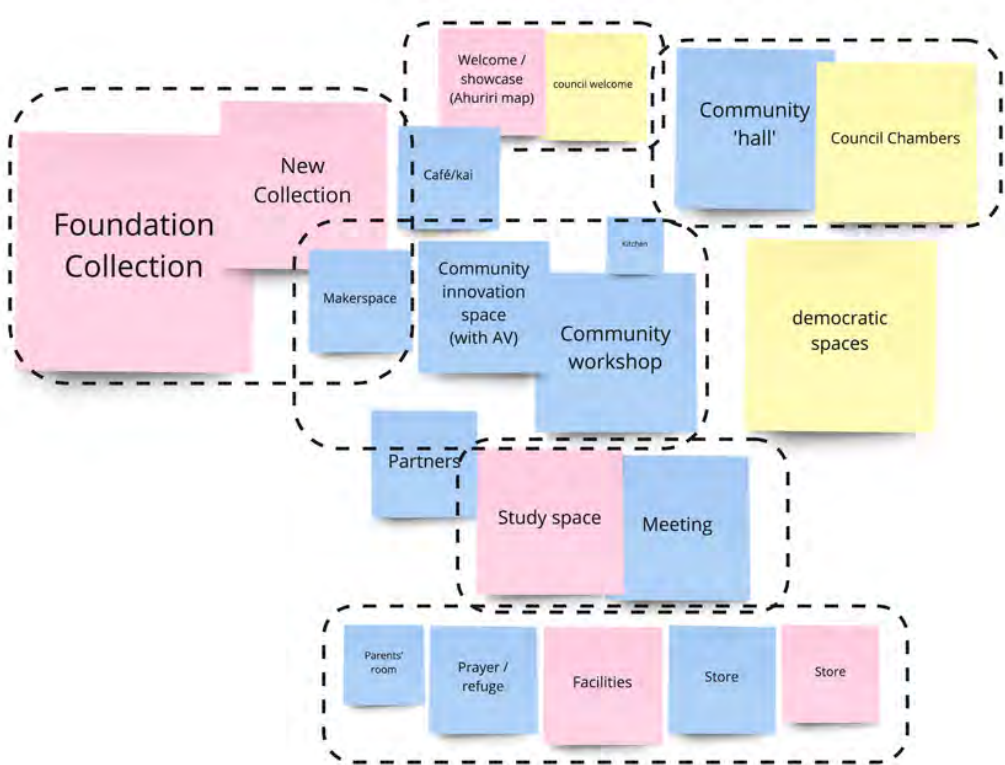 Welcome /
showcase
(Ahuriri map)
council welcome
Community
'hall'
Council Chambers
Foundation
Collection
New
Collection
Café/kai
Makerspace
Community
innovation
space
(with AV)
Kitchen
Community
workshop
democratic
spaces
Partners
Study space
Meeting
Parents'
room
Prayer /
refuge
Facilities
Store
Store